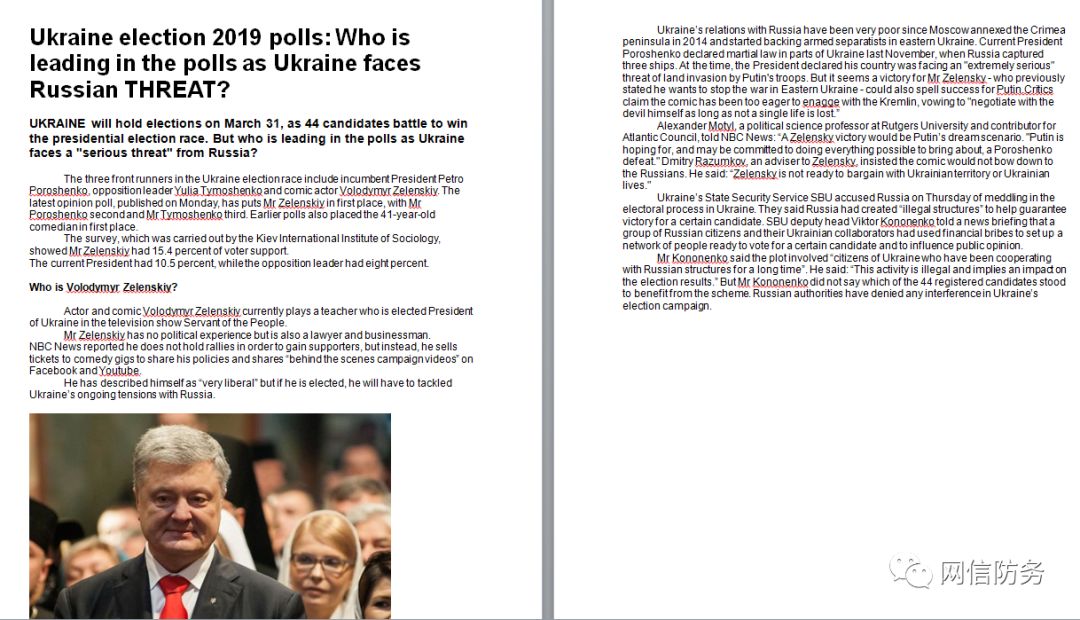 Ukraine election 2019 polls: Who is
leading in the polls as Ukraine faces
Russian THREAT?
UKRAINE will hold elections on March 31, as 44 candidates battle to win
the presidential election race. But who is leading in the polls as Ukraine
faces a "serious threat" from Russia?
The three front runners in the Ukraine election race include incumbent President Petro
Poroshenko, opposition leader Yulia Tymoshenko and comic actor Volodymyr Zelenskiy. The
latest opinion poll, published on Monday, has puts Mr Zelenskiy in first place, with Mr
Poroshenko second and Mr Tymoshenko third. Earlier polls also placed the 41-year-old
comedian in first place.
The survey, which was carried out by the Kiev International Institute of Sociology,
showed Mr Zelenskiy had 15.4 percent of voter support.
The current President had 10.5 percent, while the opposition leader had eight percent.
Who is Volodymyr Zelenskiy?
Actor and comic Volodymyr Zelenskiy currently plays a teacher who is elected President
of Ukraine in the television show Servant of the People.
Mr Zelenskiy has no political experience but is also a lawyer and businessman.
NBC News reported he does not hold rallies in order to gain supporters, but instead, he sells
tickets to comedy gigs to share his policies and shares “behind the scenes campaign videos” on
Facebook and Youtube.
He has described himself as “very liberal” but if he is elected, he will have to tackled
Ukraine’s ongoing tensions with Russia.
Ukraine’s relations with Russia have been very poor since Moscow annexed the Crimea
peninsula in 2014 and started backing armed separatists in eastern Ukraine. Current President
Poroshenko declared martial law in parts of Ukraine last November, when Russia captured
three ships. At the time, the President declared his country was facing an "extremely serious"
threat of land invasion by Putin's troops. But it seems a victory for Mr Zelensky - who previously
stated he wants to stop the war in Eastern Ukraine - could also spell success for Putin.Critics
claim the comic has been too eager to enagge with the Kremlin, vowing to "negotiate with the
devil himself as long as not a single life is lost.”
Alexander Motyl, a political science professor at Rutgers University and contributor for
Atlantic Council, told NBC News: “A Zelensky victory would be Putin’s dream scenario. "Putin is
hoping for, and may be committed to doing everything possible to bring about, a Poroshenko
defeat.” Dmitry Razumkov, an adviser to Zelensky, insisted the comic would not bow down to
the Russians. He said: “Zelensky is not ready to bargain with Ukrainian territory or Ukrainian
lives.”
Ukraine’s State Security Service SBU accused Russia on Thursday of meddling in the
electoral process in Ukraine. They said Russia had created “illegal structures” to help guarantee
victory for a certain candidate. SBU deputy head Viktor Kononenko told a news briefing that a
group of Russian citizens and their Ukrainian collaborators had used financial bribes to set up a
network of people ready to vote for a certain candidate and to influence public opinion.
Mr Kononenko said the plot involved “citizens of Ukraine who have been cooperating
with Russian structures for a long time”. He said: “This activity is illegal and implies an impact on
the election results.” But Mr Kononenko did not say which of the 44 registered candidates stood
to benefit from the scheme. Russian authorities have denied any interference in Ukraine’s
election campaign.
网信防务